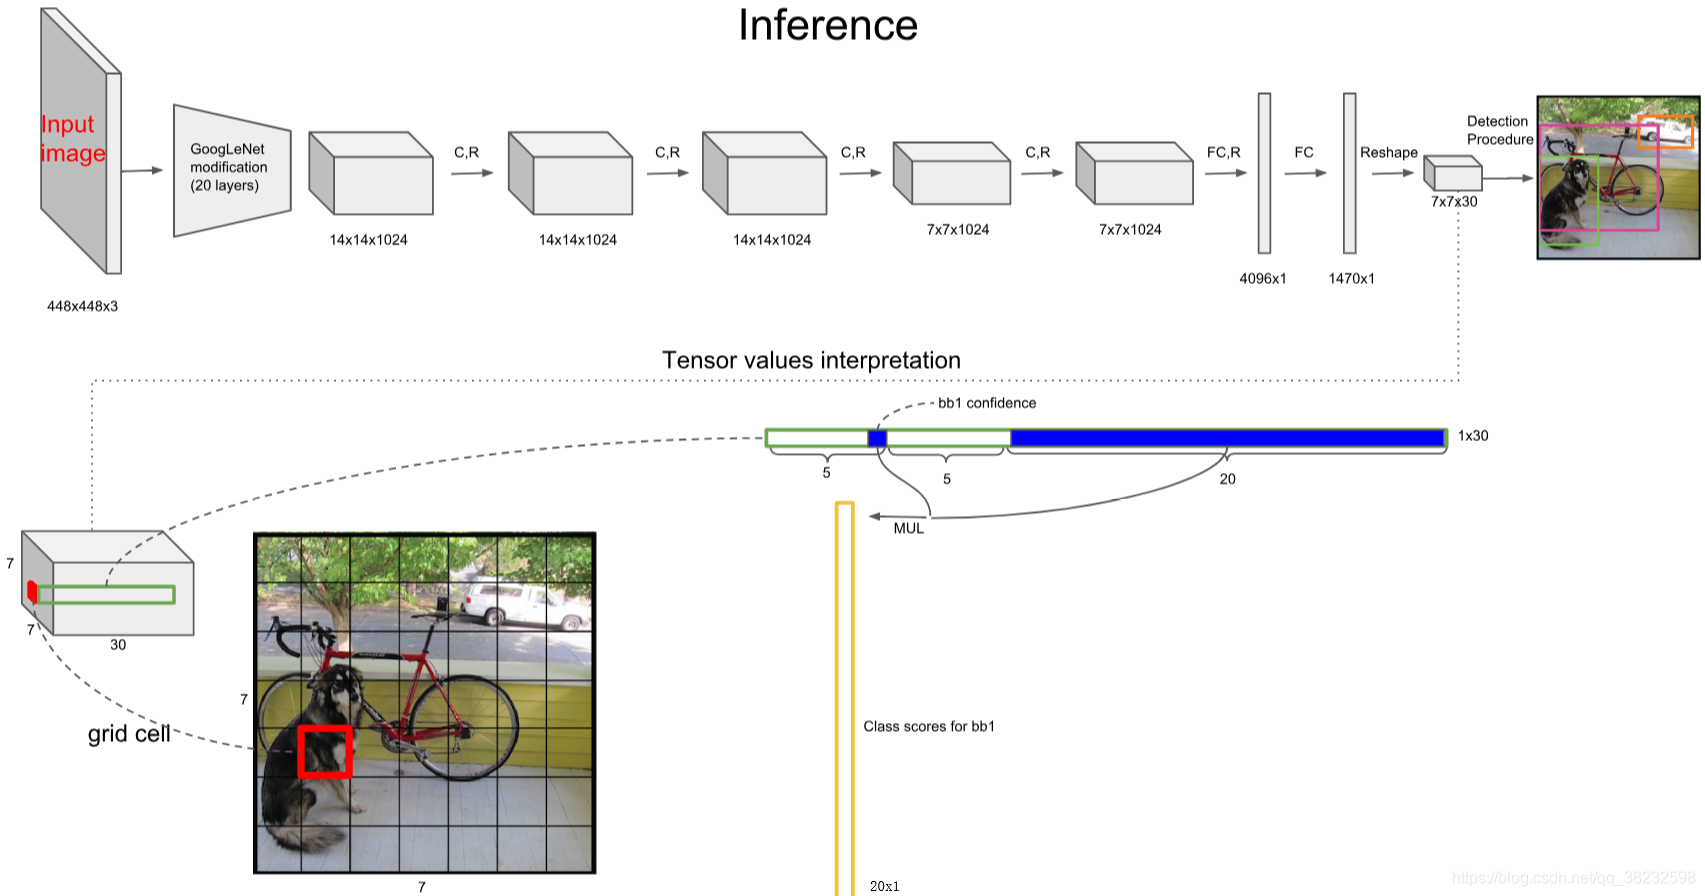 Inference
Input
image
GoogLeNet
modification
(20 layers)
C,R
C,R
C,R
C,R
FC,R
FC
Reshape
Detection
Procedure
448x448x3
14x14x1024
14x14x1024
14x14x1024
7x7x1024
7x7x1024
4096x1
1470x1
7x7x30
Tensor values interpretation
bb1 confidence
1x30
5
5
20
MUL
7
7
30
grid cell
7
7
Class scores for bb1
20x1
https://blog.csdn.net/qq_38232598